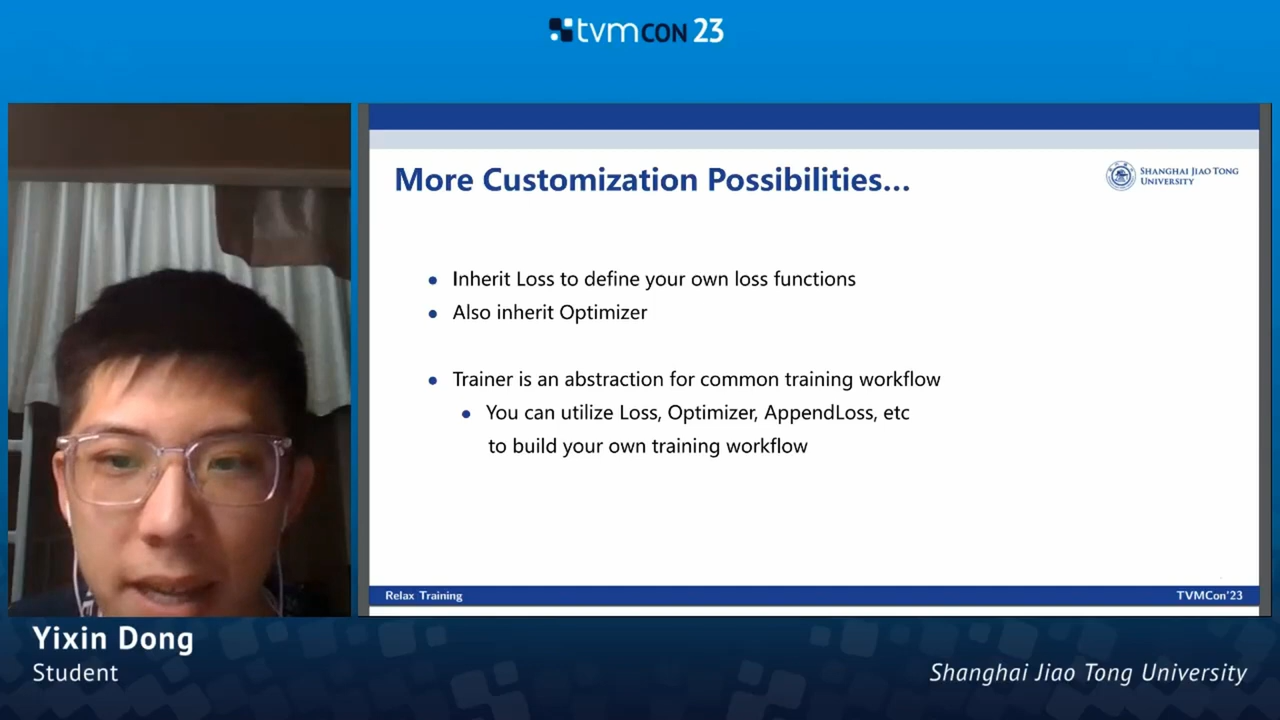 tvmCON 23
More Customization Possibilities...
SHANGHAI JIAO TONG
UNIVERSITY
● Inherit Loss to define your own loss functions
● Also inherit Optimizer
● Trainer is an abstraction for common training workflow
● You can utilize Loss, Optimizer, AppendLoss, etc
to build your own training workflow
Relax Training
TVMCon'23
Yixin Dong
Student
Shanghai Jiao Tong University